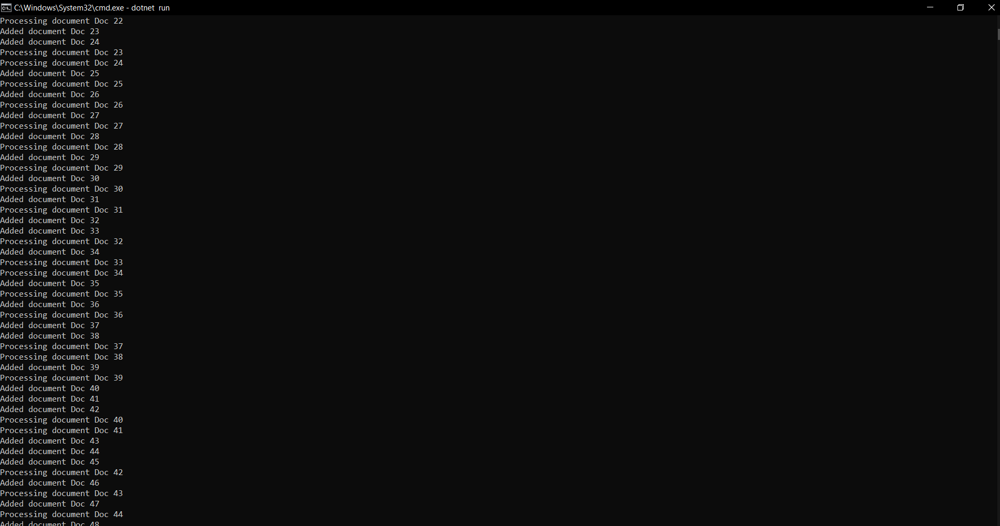 C:\Windows\System32\cmd.exe - dotnet  run
Processing document Doc 22
Added document Doc 23
Added document Doc 24
Processing document Doc 23
Processing document Doc 24
Added document Doc 25
Processing document Doc 25
Added document Doc 26
Processing document Doc 26
Added document Doc 27
Processing document Doc 27
Added document Doc 28
Processing document Doc 28
Added document Doc 29
Processing document Doc 29
Added document Doc 30
Processing document Doc 30
Added document Doc 31
Processing document Doc 31
Added document Doc 32
Added document Doc 33
Processing document Doc 32
Added document Doc 34
Processing document Doc 33
Processing document Doc 34
Added document Doc 35
Processing document Doc 35
Added document Doc 36
Processing document Doc 36
Added document Doc 37
Added document Doc 38
Processing document Doc 37
Processing document Doc 38
Added document Doc 39
Processing document Doc 39
Added document Doc 40
Added document Doc 41
Added document Doc 42
Processing document Doc 40
Processing document Doc 41
Added document Doc 43
Added document Doc 44
Added document Doc 45
Processing document Doc 42
Added document Doc 46
Processing document Doc 43
Added document Doc 47
Processing document Doc 44
Added document Doc 48